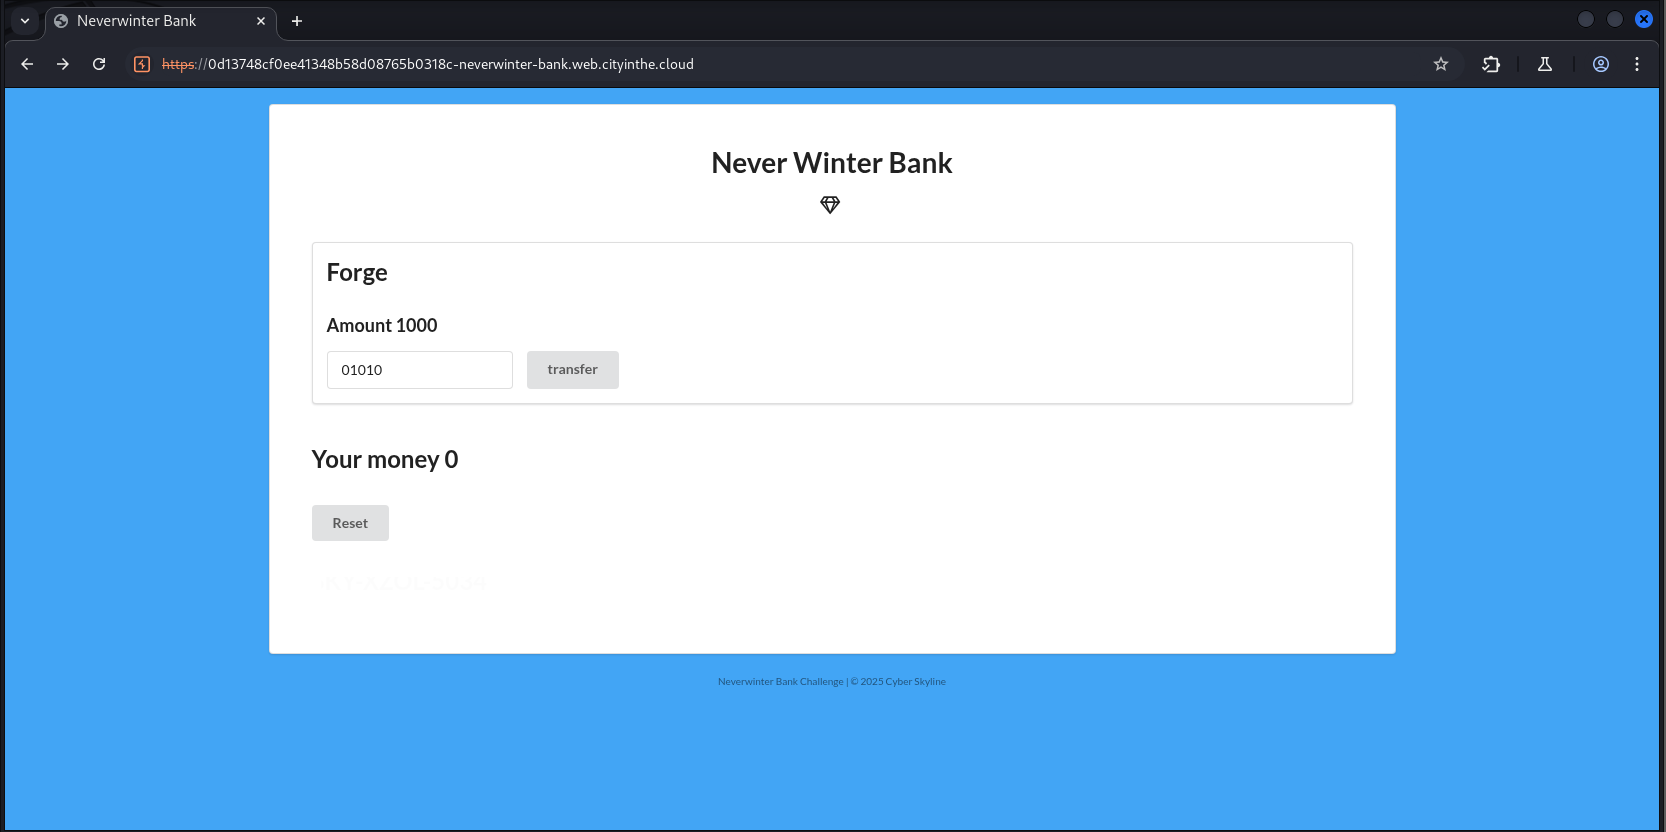 Neverwinter Bank
https://0d13748cf0ee41348b58d08765b0318c-neverwinter-bank.web.cityinthe.cloud
Never Winter Bank
Forge
Amount 1000
01010
transfer
Your money 0
Reset
Neverwinter Bank Challenge | © 2025 Cyber Skyline